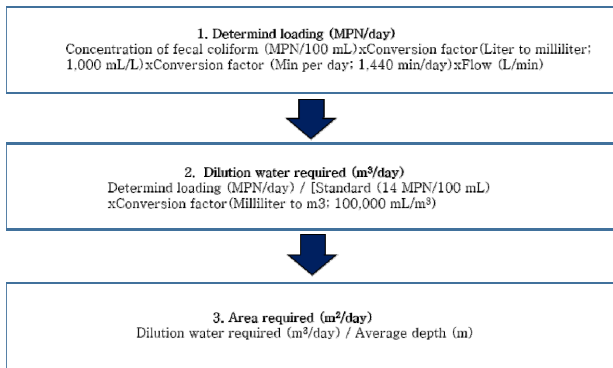 1. Determind loading (MPN/day)
Concentration of fecal coliform (MPN/100 mL)xConversion factor(Liter to milliliter;
1,000 mL/L)xConversion factor (Min per day; 1,440 min/day)xFlow (L/min)
2. Dilution water required (m³/day)
Determind loading (MPN/day) / [Standard (14 MPN/100 mL)
xConversion factor(Milliliter to m3; 100,000 mL/m³)
3. Area required (m²/day)
Dilution water required (m³/day) / Average depth (m)